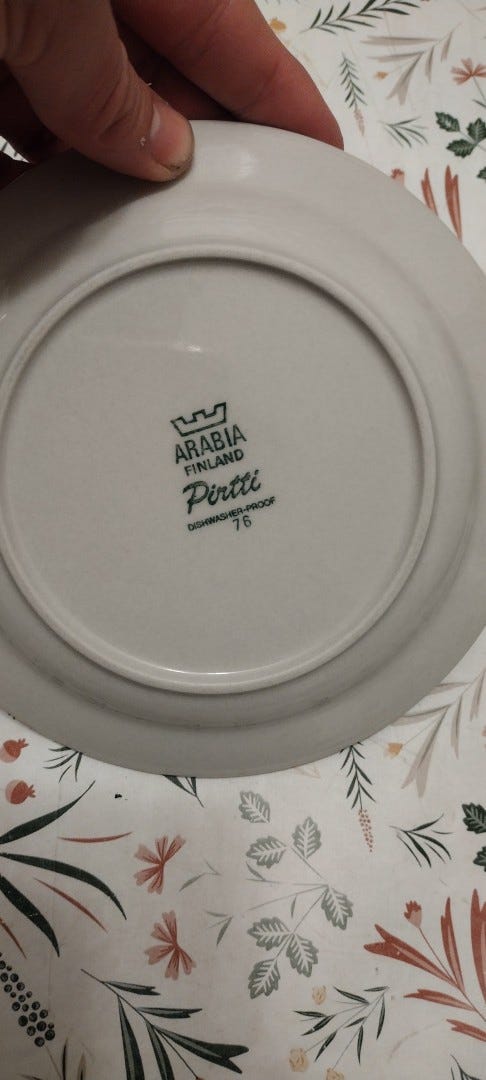 ARABIA
FINLAND
Pirtti
DISHWASHER-PROOF
76